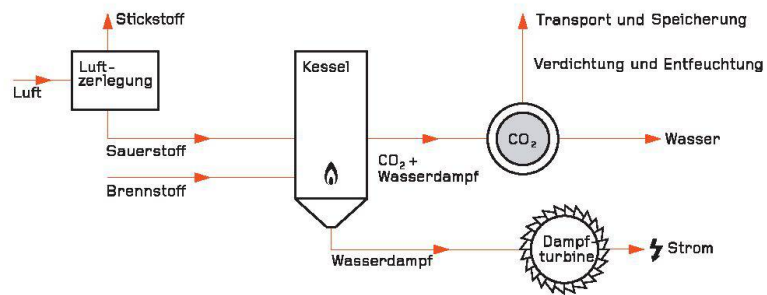 Stickstoff
Transport und Speicherung
Luft-
zerlegung
Kessel
Verdichtung und Entfeuchtung
Luft
Sauerstoff
CO₂
Wasser
CO₂ +
Wasserdampf
Brennstoff
Wasserdampf
Dampf-
turbine
Strom